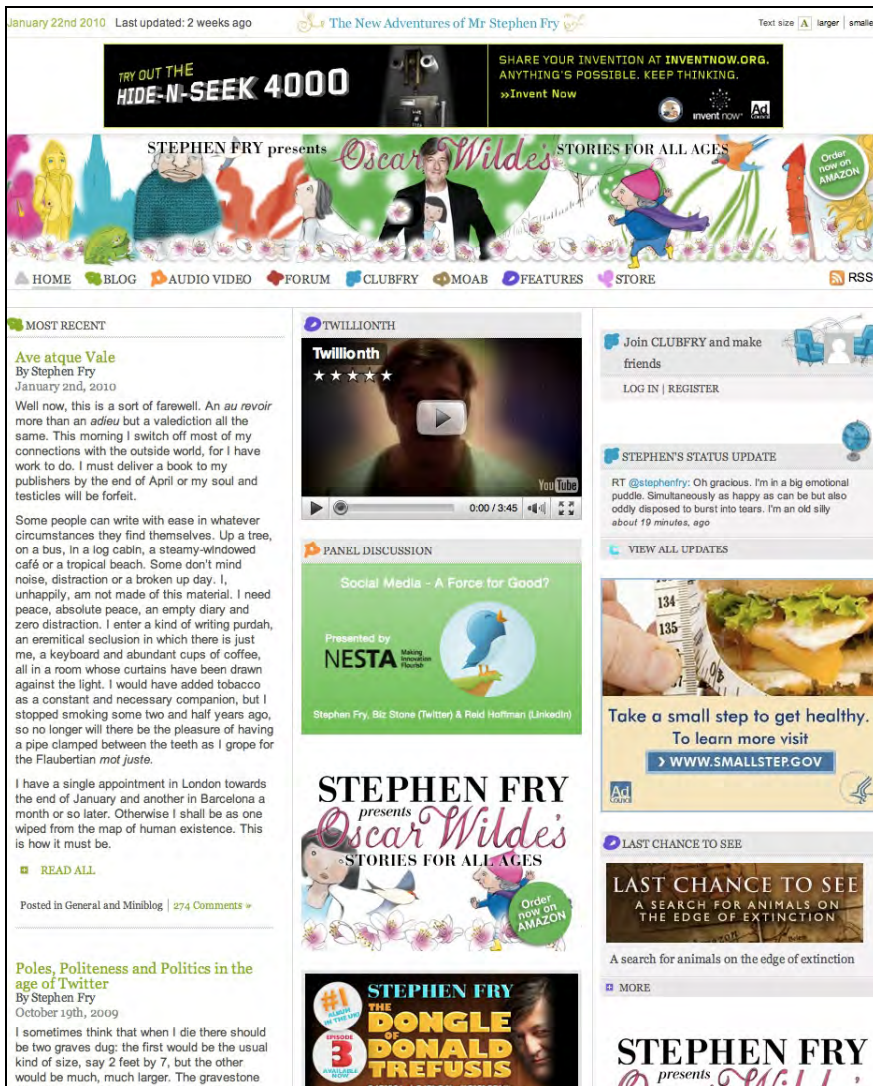 January 22nd 2010 Last updated: 2 weeks ago
The New Adventures of Mr Stephen Fry
Text size A larger smalle
TRY OUT THE
HIDE-N-SEEK 4000
SHARE YOUR INVENTION AT INVENTNOW.ORG.
ANYTHING'S POSSIBLE. KEEP THINKING.
»Invent Now
invent now
Ad
Council
STEPHEN FRY presents Oscar Wilde's STORIES FOR ALL AGES
Order
now on
AMAZON
HOME BLOG AUDIO VIDEO FORUM CLUBFRY MOAB FEATURES STORE RSS
MOST RECENT
Ave atque Vale
By Stephen Fry
January 2nd, 2010
Well now, this is a sort of farewell. An au revoir
more than an adieu but a valediction all the
same. This morning I switch off most of my
connections with the outside world, for I have
work to do. I must deliver a book to my
publishers by the end of April or my soul and
testicles will be forfeit.
Some people can write with ease in whatever
circumstances they find themselves. Up a tree,
on a bus, in a log cabin, a steamy-windowed
café or a tropical beach. Some don't mind
noise, distraction or a broken up day. I,
unhappily, am not made of this material. I need
peace, absolute peace, an empty diary and
zero distraction. I enter a kind of writing purdah,
an eremitical seclusion in which there is just
me, a keyboard and abundant cups of coffee,
all in a room whose curtains have been drawn
against the light. I would have added tobacco
as a constant and necessary companion, but I
stopped smoking some two and half years ago,
so no longer will there be the pleasure of having
a pipe clamped between the teeth as I grope for
the Flaubertian mot juste.
I have a single appointment in London towards
the end of January and another in Barcelona a
month or so later. Otherwise I shall be as one
wiped from the map of human existence. This
is how it must be.
READ ALL
Posted in General and Miniblog | 274 Comments »
Poles, Politeness and Politics in the
age of Twitter
By Stephen Fry
October 19th, 2009
I sometimes think that when I die there should
be two graves dug: the first would be the usual
kind of size, say 2 feet by 7, but the other
would be much, much larger. The gravestone
TWILLIONTH
Twillionth
YouTube
0:00 / 3:45
PANEL DISCUSSION
Social Media - A Force for Good?
Presented by
NESTA Making
Innovation
Flourish
Stephen Fry, Biz Stone (Twitter) & Reid Hoffman (LinkedIn)
STEPHEN FRY
presents
Oscar Wilde's
STORIES FOR ALL AGES
Order
now on
AMAZON
#1
ALBUM
IN THE UK!
EPISODE
3
AVAILABLE
NOW
STEPHEN FRY
THE
DONGLE
OF
DONALD
TREFUSIS
Join CLUBFRY and make
friends
LOG IN | REGISTER
STEPHEN'S STATUS UPDATE
RT @stephenfry: Oh gracious. I'm in a big emotional
puddle. Simultaneously as happy as can be but also
oddly disposed to burst into tears. I'm an old silly
about 19 minutes, ago
VIEW ALL UPDATES
134
135
Take a small step to get healthy.
To learn more visit
WWW.SMALLSTEP.GOV
Ad
Council
LAST CHANCE TO SEE
LAST CHANCE TO SEE
A SEARCH FOR ANIMALS ON
THE EDGE OF EXTINCTION
A search for animals on the edge of extinction
MORE
STEPHEN FRY
presents